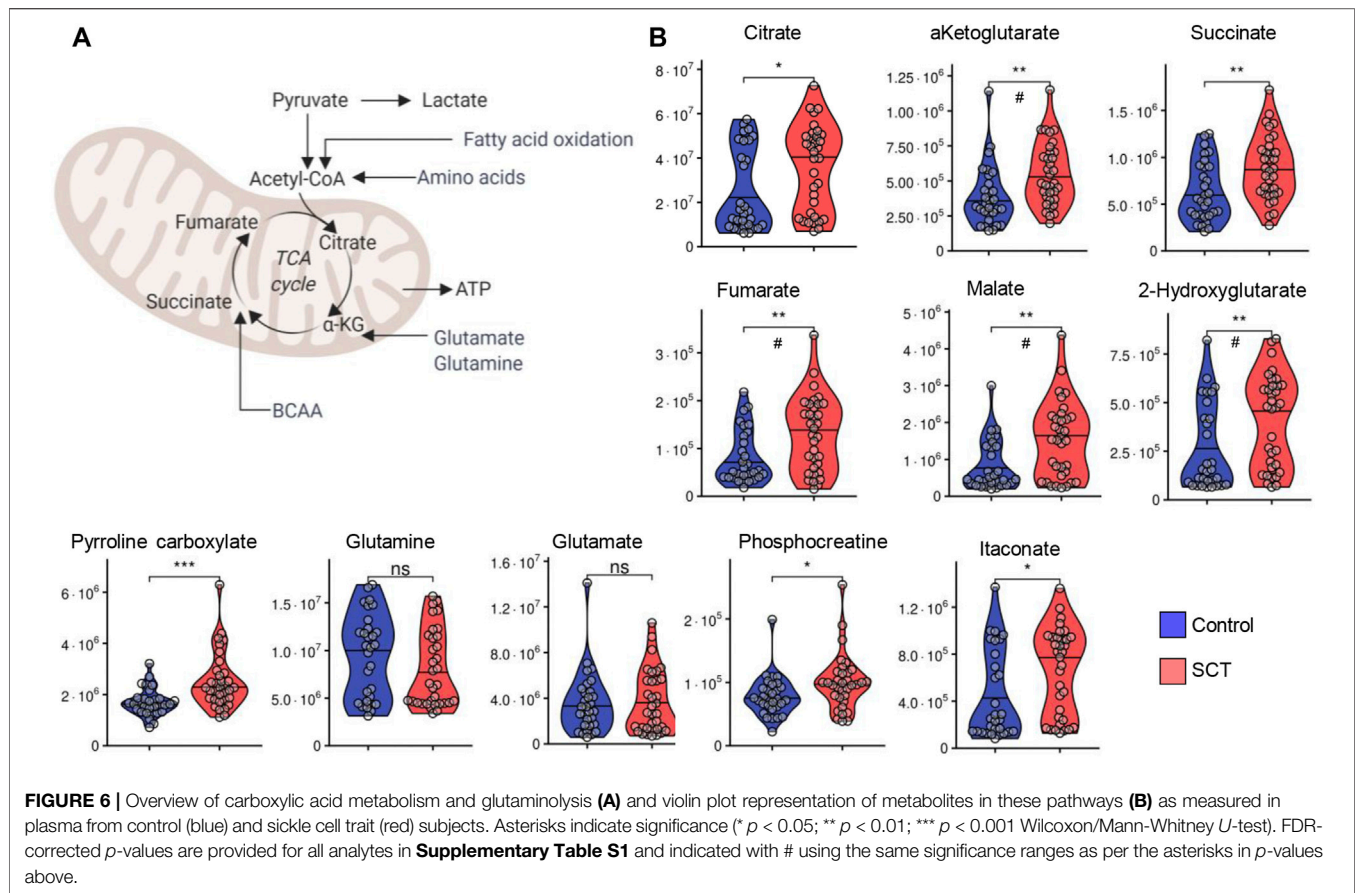 A
Pyruvate
Lactate
Fatty acid oxidation
Acetyl-CoA
Amino acids
Fumarate
Citrate
TCA
cycle
Succinate
ATP
α-KG
Glutamate
Glutamine
BCAA
B
Citrate
*
8 · 10⁷
6 · 10⁷
4 · 10⁷
2 · 10⁷
0
aKetoglutarate
**
#
1.25 · 10⁶
1.00 · 10⁶
7.50 · 10⁵
5.00 · 10⁵
2.50 · 10⁵
0
Succinate
**
1.5 · 10⁶
1.0 · 10⁶
5.0 · 10⁵
0
Fumarate
**
#
3 · 10⁵
2 · 10⁵
1 · 10⁵
0
Malate
**
#
5 · 10⁶
4 · 10⁶
3 · 10⁶
2 · 10⁶
1 · 10⁶
0
2-Hydroxyglutarate
**
#
7.5 · 10⁵
5.0 · 10⁵
2.5 · 10⁵
0
Pyrroline carboxylate
***
6 · 10⁶
4 · 10⁶
2 · 10⁶
0
Glutamine
ns
1.5 · 10⁷
1.0 · 10⁷
5.0 · 10⁶
0
Glutamate
ns
1.6 · 10⁷
1.2 · 10⁷
8.0 · 10⁶
4.0 · 10⁶
0
Phosphocreatine
*
2 · 10⁵
1 · 10⁵
0
Itaconate
*
1.2 · 10⁶
8.0 · 10⁵
4.0 · 10⁵
0
Control
SCT
FIGURE 6 | Overview of carboxylic acid metabolism and glutaminolysis (A) and violin plot representation of metabolites in these pathways (B) as measured in
plasma from control (blue) and sickle cell trait (red) subjects. Asterisks indicate significance (* p < 0.05; ** p < 0.01; *** p < 0.001 Wilcoxon/Mann-Whitney U-test). FDR-
corrected p-values are provided for all analytes in Supplementary Table S1 and indicated with # using the same significance ranges as per the asterisks in p-values
above.